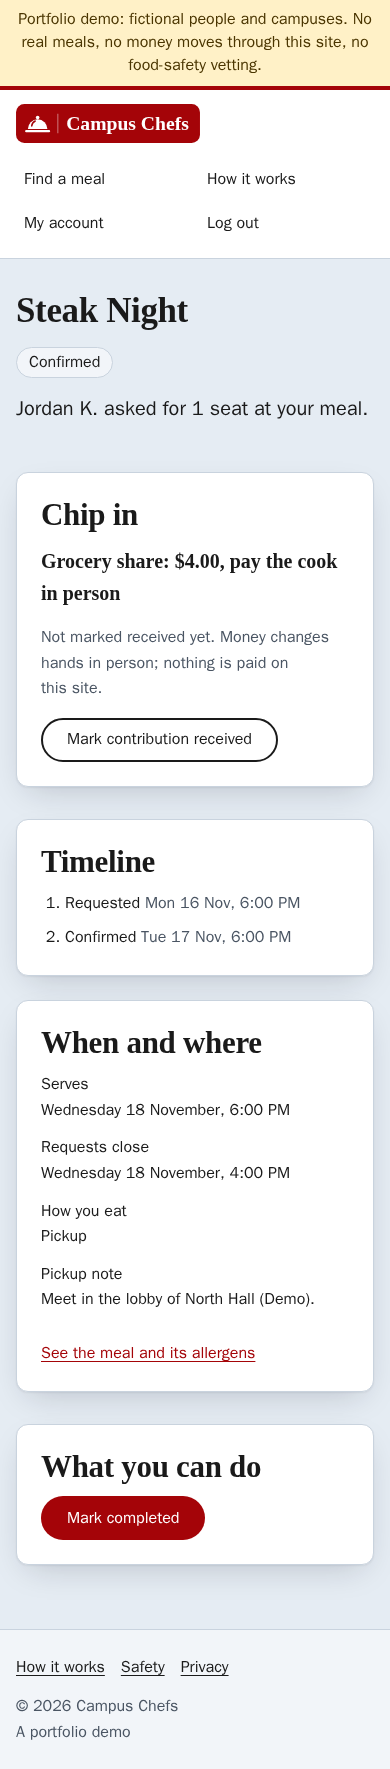 Portfolio demo: fictional people and campuses. No
real meals, no money moves through this site, no
food-safety vetting.
Campus Chefs
Find a meal
How it works
My account
Log out
Steak Night
Confirmed
Jordan K. asked for 1 seat at your meal.
Chip in
Grocery share: $4.00, pay the cook
in person
Not marked received yet. Money changes
hands in person; nothing is paid on
this site.
Mark contribution received
Timeline
1. Requested Mon 16 Nov, 6:00 PM
2. Confirmed Tue 17 Nov, 6:00 PM
When and where
Serves
Wednesday 18 November, 6:00 PM
Requests close
Wednesday 18 November, 4:00 PM
How you eat
Pickup
Pickup note
Meet in the lobby of North Hall (Demo).
See the meal and its allergens
What you can do
Mark completed
How it works Safety Privacy
© 2026 Campus Chefs
A portfolio demo